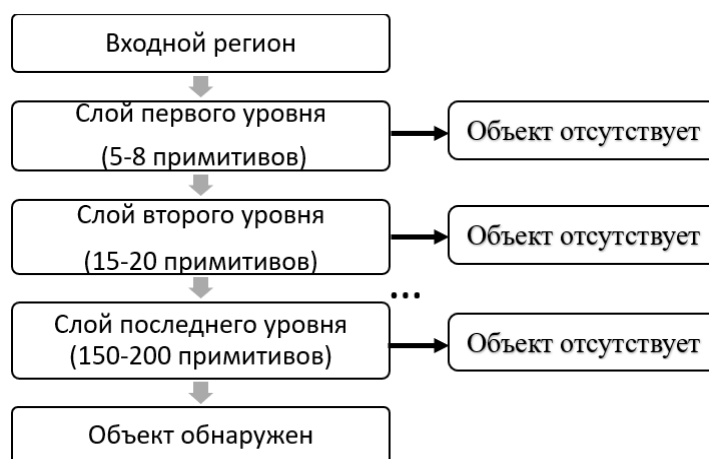 Входной регион
Слой первого уровня
(5-8 примитивов)
Объект отсутствует
Слой второго уровня
(15-20 примитивов)
Объект отсутствует
...
Слой последнего уровня
(150-200 примитивов)
Объект отсутствует
Объект обнаружен